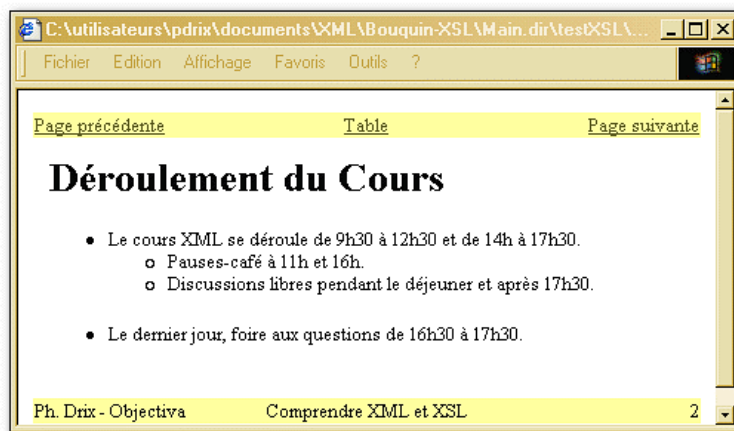 C:\utilisateurs\pdrix\documents\XML\Bouquin-XSL\Main.dir\testXSL\...
Fichier Edition Affichage Favoris Outils ?
Page précédente Table Page suivante
Déroulement du Cours
• Le cours XML se déroule de 9h30 à 12h30 et de 14h à 17h30.
o Pauses-café à 11h et 16h.
o Discussions libres pendant le déjeuner et après 17h30.
• Le dernier jour, foire aux questions de 16h30 à 17h30.
Ph. Drix - Objectiva Comprendre XML et XSL 2